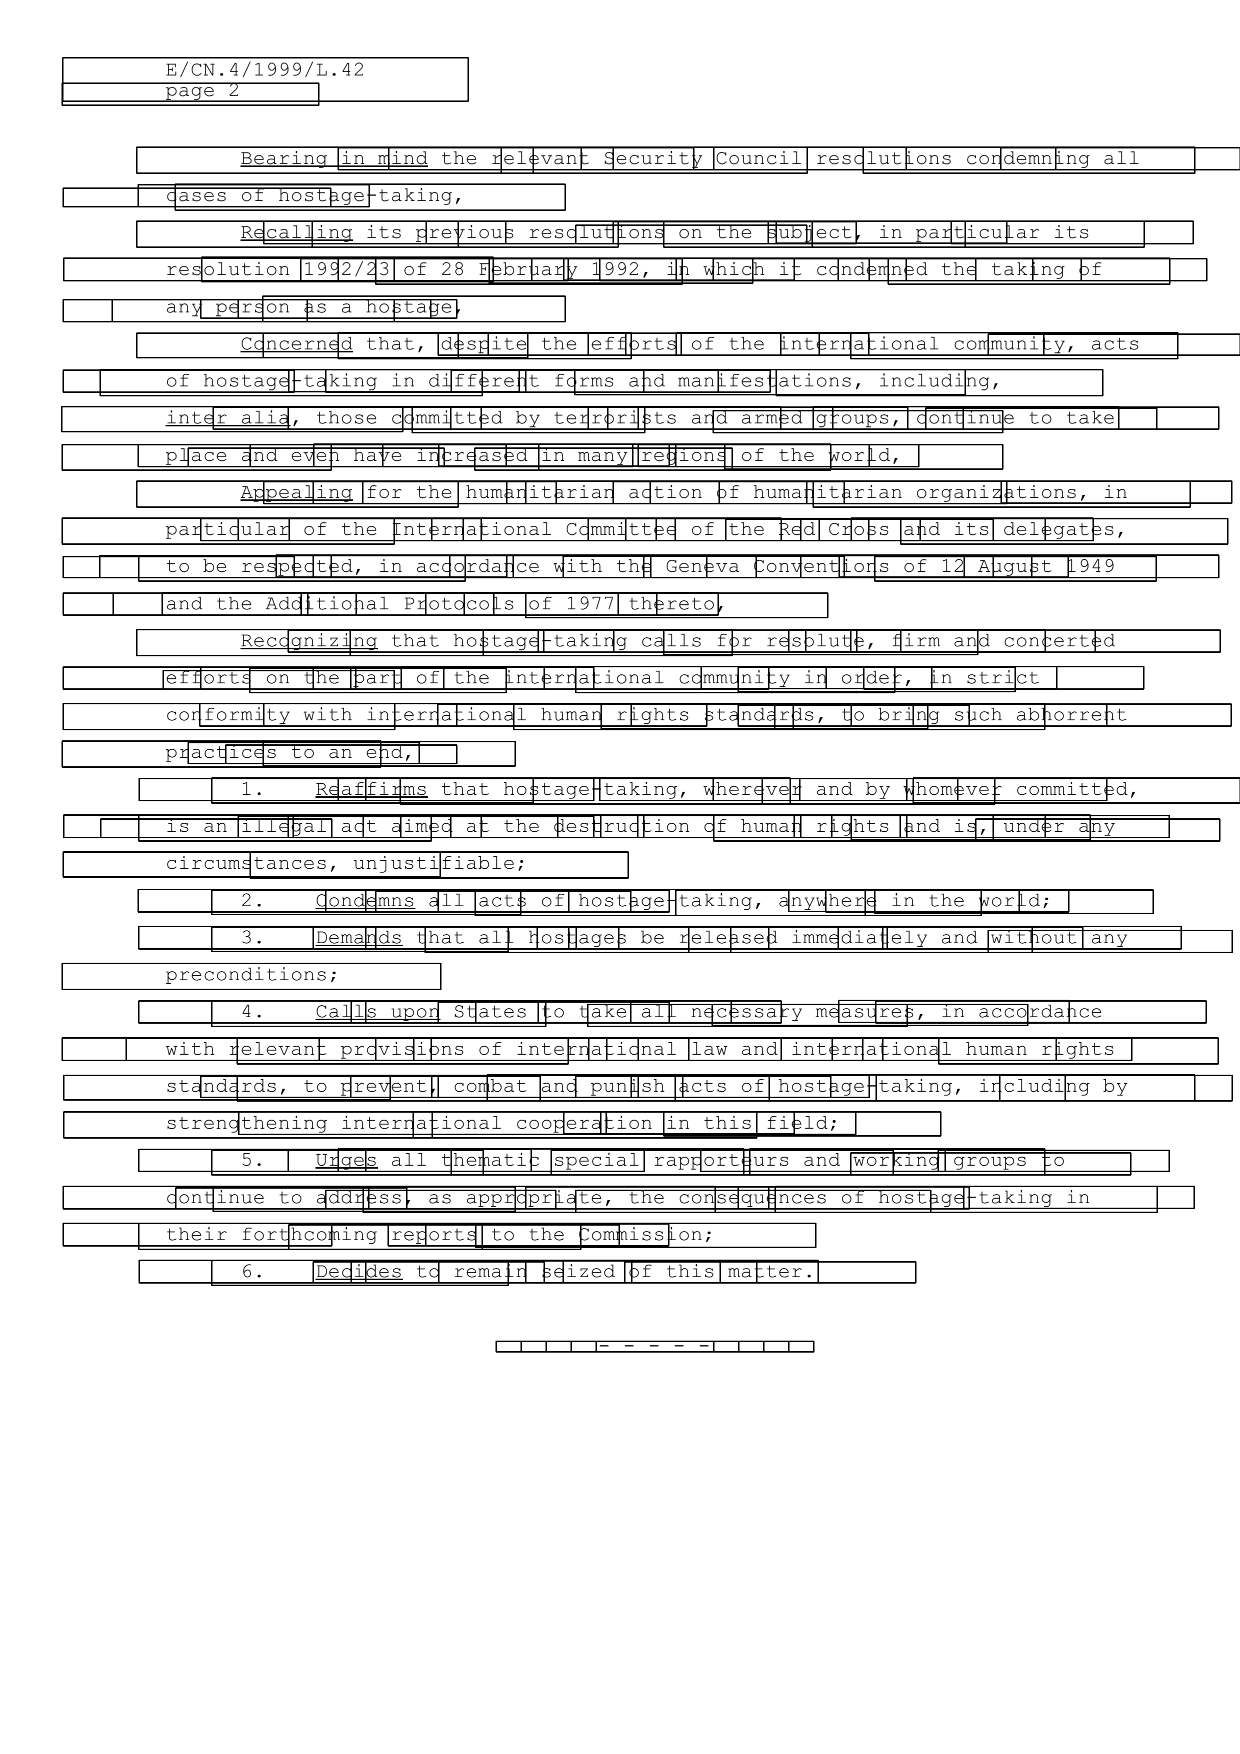 E/CN.4/1999/L.42
page 2
Bearing in mind the relevant Security Council resolutions condemning all
cases of hostage-taking,
Recalling its previous resolutions on the subject, in particular its
resolution 1992/23 of 28 February 1992, in which it condemned the taking of
any person as a hostage,
Concerned that, despite the efforts of the international community, acts
of hostage-taking in different forms and manifestations, including,
inter alia, those committed by terrorists and armed groups, continue to take
place and even have increased in many regions of the world,
Appealing for the humanitarian action of humanitarian organizations, in
particular of the International Committee of the Red Cross and its delegates,
to be respected, in accordance with the Geneva Conventions of 12 August 1949
and the Additional Protocols of 1977 thereto,
Recognizing that hostage-taking calls for resolute, firm and concerted
efforts on the part of the international community in order, in strict
conformity with international human rights standards, to bring such abhorrent
practices to an end,
1. Reaffirms that hostage-taking, wherever and by whomever committed,
is an illegal act aimed at the destruction of human rights and is, under any
circumstances, unjustifiable;
2. Condemns all acts of hostage-taking, anywhere in the world;
3. Demands that all hostages be released immediately and without any
preconditions;
4. Calls upon States to take all necessary measures, in accordance
with relevant provisions of international law and international human rights
standards, to prevent, combat and punish acts of hostage-taking, including by
strengthening international cooperation in this field;
5. Urges all thematic special rapporteurs and working groups to
continue to address, as appropriate, the consequences of hostage-taking in
their forthcoming reports to the Commission;
6. Decides to remain seized of this matter.
- - - - -